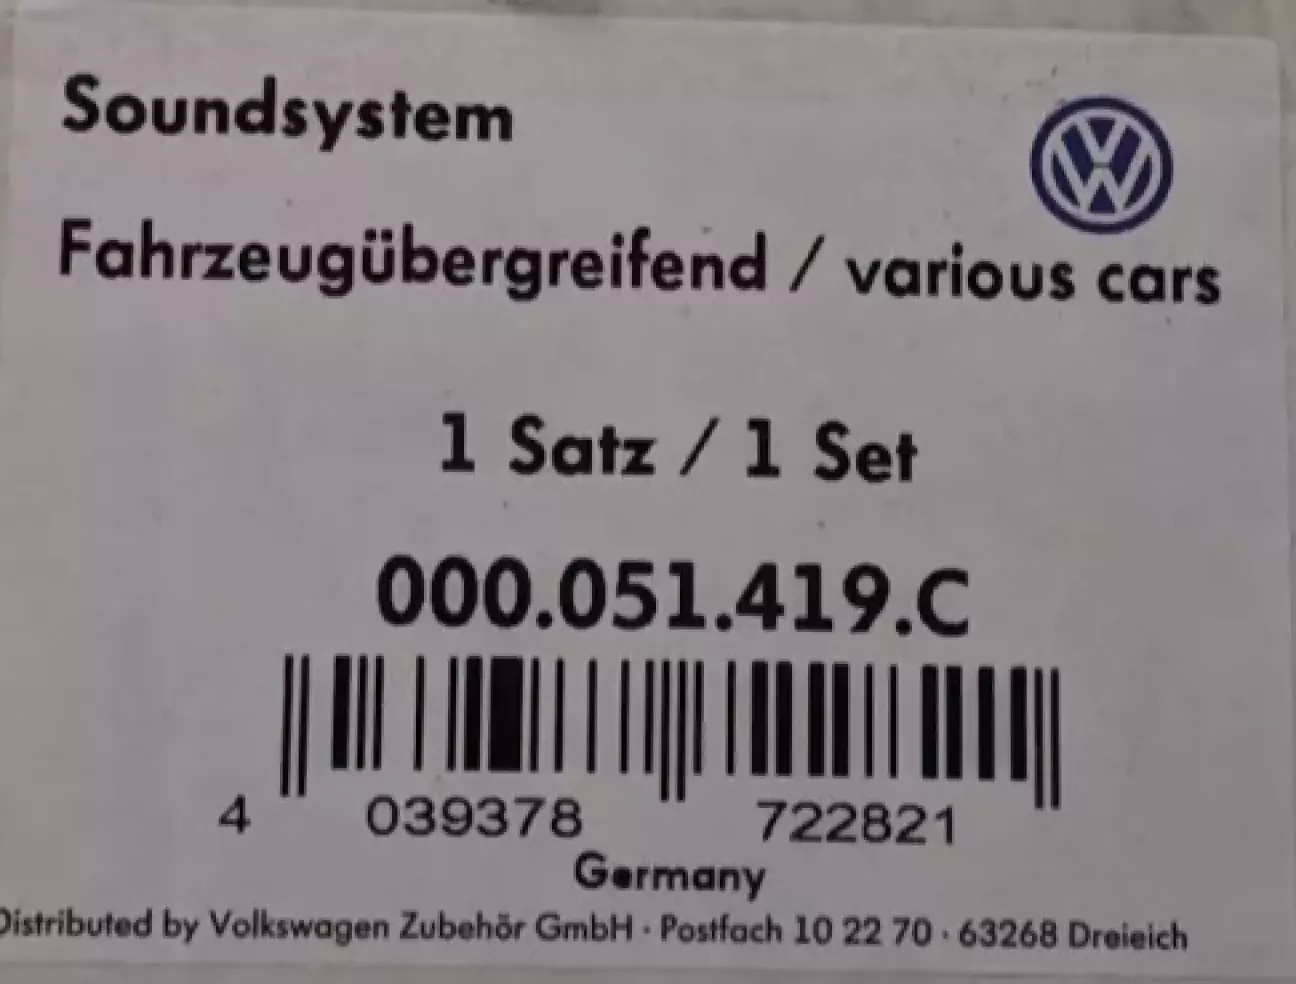 Soundsystem
Fahrzeugübergreifend / various cars
1 Satz / 1 Set
000.051.419.C
4 039378 722821
Germany
Distributed by Volkswagen Zubehör GmbH · Postfach 10 22 70 · 63268 Dreieich